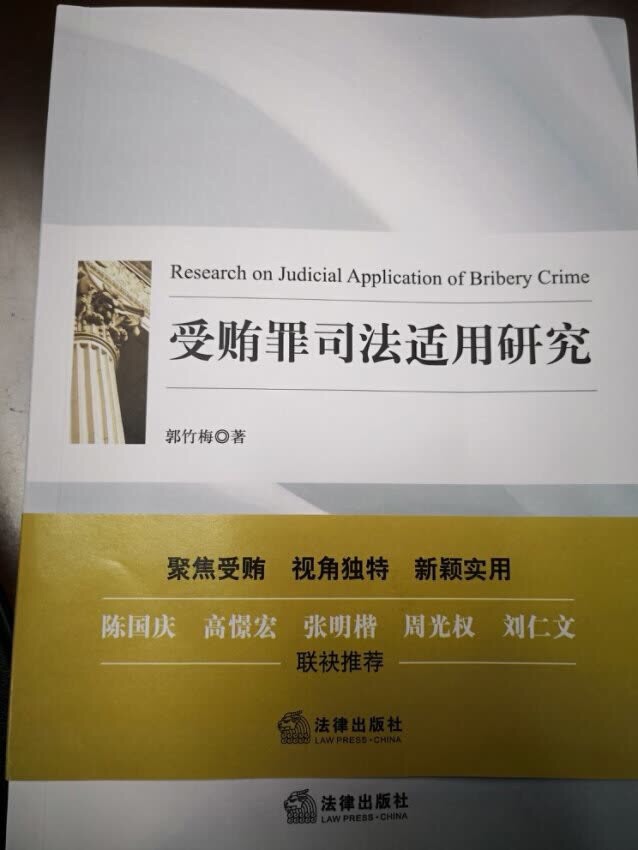 Research on Judicial Application of Bribery Crime
受贿罪司法适用研究
郭竹梅◎著
聚焦受贿 视角独特 新颖实用
陈国庆 高憬宏 张明楷 周光权 刘仁文
联袂推荐
法律出版社
LAW PRESS·CHINA
法律出版社
LAW PRESS·CHINA